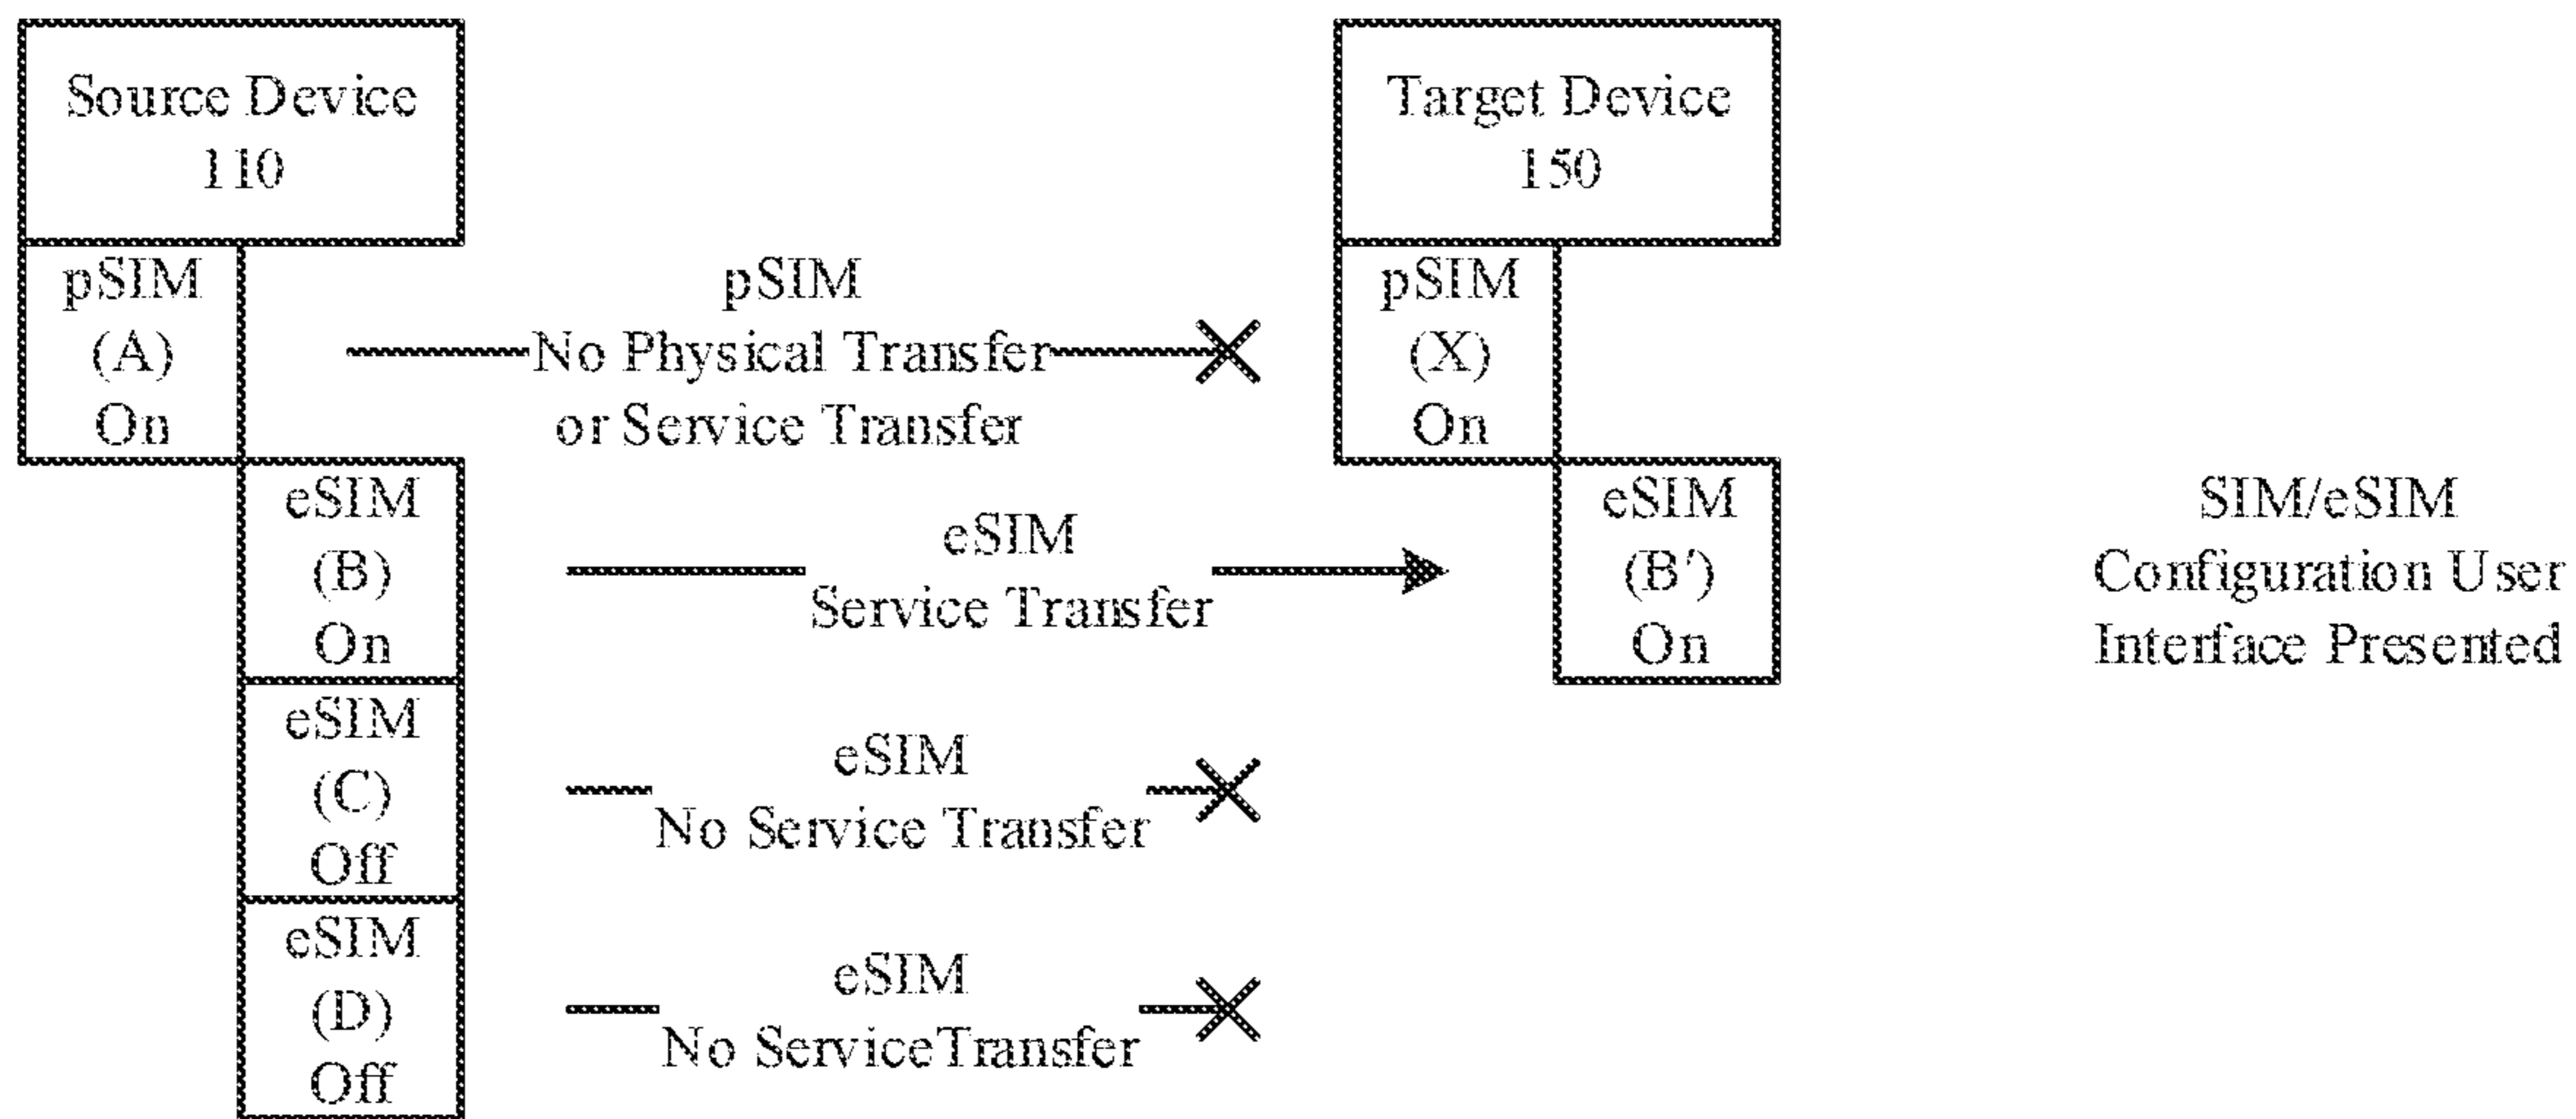 Source Device
110
Target Device
150
pSIM
(A)
On
pSIM
No Physical Transfer
or Service Transfer
pSIM
(X)
On
eSIM
(B)
On
eSIM
Service Transfer
eSIM
(B')
On
SIM/eSIM
Configuration User
Interface Presented
eSIM
(C)
Off
eSIM
No Service Transfer
eSIM
(D)
Off
eSIM
No ServiceTransfer